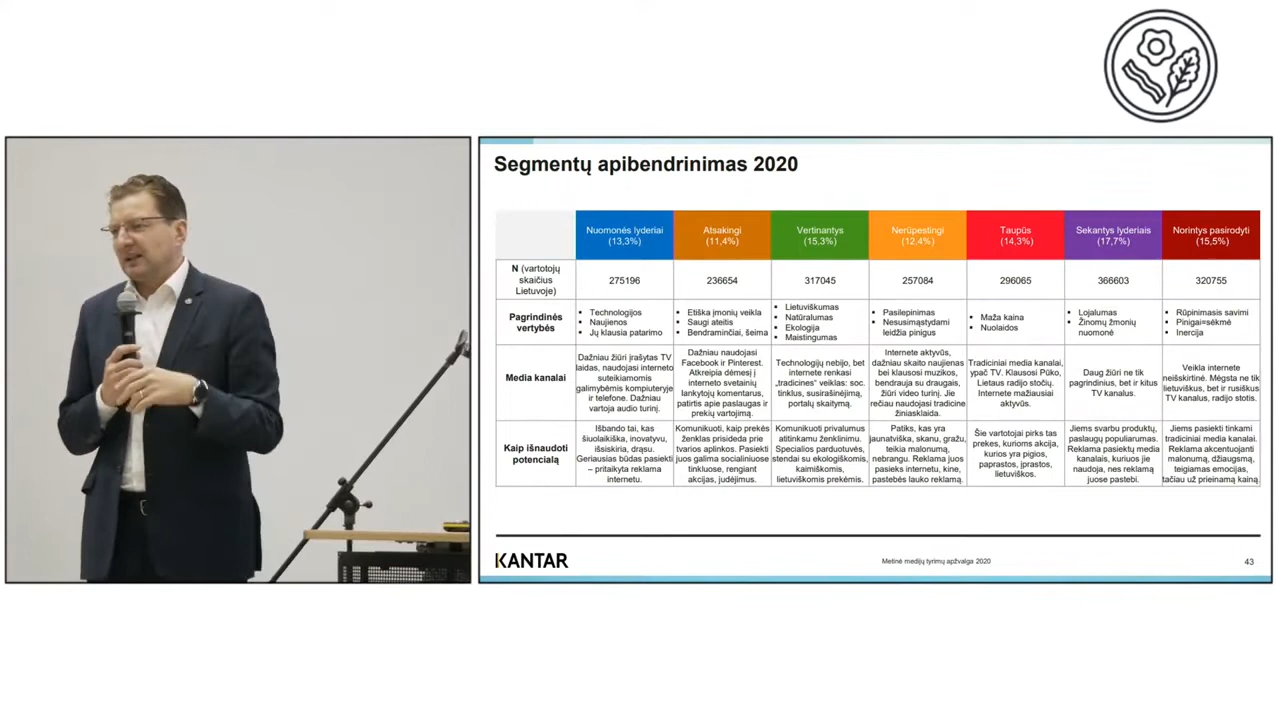 Segmentų apibendrinimas 2020
Nuomonės lyderiai
(13,3%)
Atsakingi
(11,4%)
Vertinantys
(15,3%)
Nerūpestingi
(12,4%)
Taupūs
(14,3%)
Sekantys lyderiais
(17,7%)
Norintys pasirodyti
(15,5%)
N (vartotojų
skaičius
Lietuvoje)
275196
236654
317045
257084
296065
366603
320755
Pagrindinės
vertybės
• Technologijos
• Naujienos
• Jų klausia patarimo
• Etiška įmonių veikla
• Saugi ateitis
• Bendraminčiai, šeima
• Lietuviškumas
• Natūralumas
• Ekologija
• Maistingumas
• Pasilepinimas
• Nesusimąstydami
leidžia pinigus
• Maža kaina
• Nuolaidos
• Lojalumas
• Žinomų žmonių
nuomonė
• Rūpinimasis savimi
• Pinigai=sėkmė
• Inercija
Media kanalai
Dažniau žiūri įrašytas TV
laidas, naudojasi interneto
suteikiamomis
galimybėmis kompiuteryje
ir telefone. Dažniau
vartoja audio turinį.
Dažniau naudojasi
Facebook ir Pinterest.
Atkreipia dėmesį į
interneto svetainių
lankytojų komentarus,
patirtis apie paslaugas ir
prekių vartojimą.
Technologijų nebijo, bet
internete renkasi
„tradicines“ veiklas: soc.
tinklus, susirašinėjimą,
portalų skaitymą.
Internete aktyvūs,
dažniau skaito naujienas
bei klausosi muzikos,
bendrauja su draugais,
žiūri video turinį. Jie
rečiau naudojasi tradicine
žiniasklaida.
Tradiciniai media kanalai,
ypač TV. Klausosi Pūko,
Lietaus radijo stočių.
Internete mažiausiai
aktyvūs.
Daug žiūri ne tik
pagrindinius, bet ir kitus
TV kanalus.
Veikla internete
neišskirtinė. Mėgsta ne tik
lietuviškus, bet ir rusiškus
TV kanalus, radijo stotis.
Kaip išnaudoti
potencialą
Išbando tai, kas
šiuolaikiška, inovatyvu,
išsiskiria, drąsu.
Geriausias būdas pasiekti
– pritaikyta reklama
internetu.
Komunikuoti, kaip prekės
ženklas prisideda prie
tvarios aplinkos. Pasiekti
juos galima socialiniuose
tinkluose, rengiant
akcijas, judėjimus.
Komunikuoti privalumus
atitinkamu ženklinimu.
Specialios parduotuvės,
stendai su ekologiškomis,
kaimiškomis,
lietuviškomis prekėmis.
Patiks, kas yra
jaunatviška, skanu, gražu,
teikia malonumą,
nebrangu. Reklama juos
pasieks internetu, kine,
pastebės lauko reklamą.
Šie vartotojai pirks tas
prekes, kurioms akcija,
kurios yra pigios,
paprastos, įprastos,
lietuviškos.
Jiems svarbu produktų,
paslaugų populiarumas.
Reklama pasiektų media
kanalais, kuriuos jie
naudoja, nes reklamą
juose pastebi.
Jiems pasiekti tinkami
tradiciniai media kanalai.
Reklama akcentuojanti
malonumą, džiaugsmą,
teigiamas emocijas,
tačiau už prieinamą kainą.
KANTAR
Metinė medijų tyrimų apžvalga 2020
43